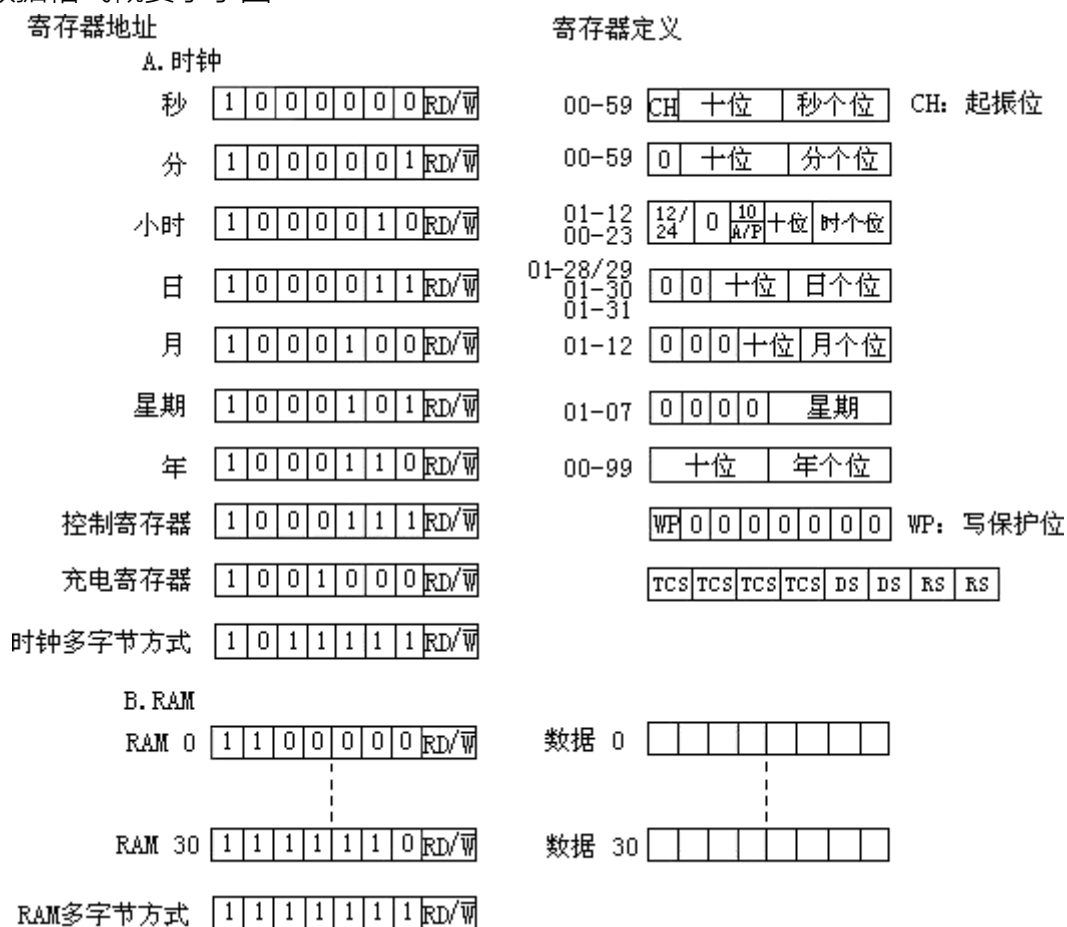 寄存器地址 寄存器定义
A.时钟
秒 1 0 0 0 0 0 0 RD/W̅ 00-59 CH 十位 秒个位 CH: 起振位
分 1 0 0 0 0 0 1 RD/W̅ 00-59 0 十位 分个位
小时 1 0 0 0 0 1 0 RD/W̅ 01-12 00-23 12/24 0 10 A/P 十位 时个位
日 1 0 0 0 0 1 1 RD/W̅ 01-28/29 01-30 01-31 0 0 十位 日个位
月 1 0 0 0 1 0 0 RD/W̅ 01-12 0 0 0 十位 月个位
星期 1 0 0 0 1 0 1 RD/W̅ 01-07 0 0 0 0 星期
年 1 0 0 0 1 1 0 RD/W̅ 00-99 十位 年个位
控制寄存器 1 0 0 0 1 1 1 RD/W̅ WP 0 0 0 0 0 0 0 WP: 写保护位
充电寄存器 1 0 0 1 0 0 0 RD/W̅ TCS TCS TCS TCS DS DS RS RS
时钟多字节方式 1 0 1 1 1 1 1 RD/W̅
B.RAM
RAM 0 1 1 0 0 0 0 0 RD/W̅ 数据 0
RAM 30 1 1 1 1 1 1 0 RD/W̅ 数据 30
RAM多字节方式 1 1 1 1 1 1 1 RD/W̅